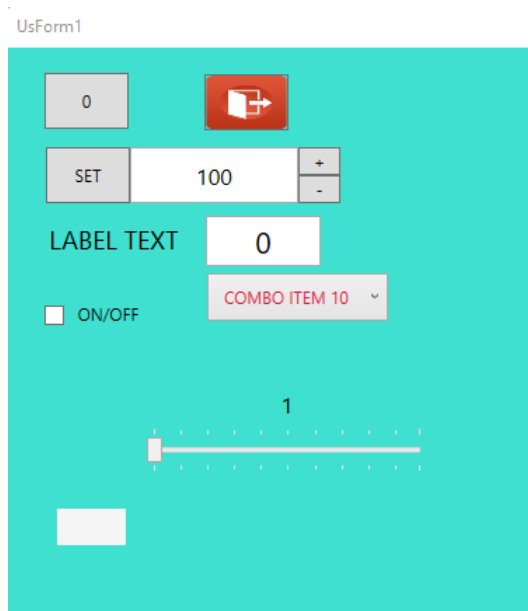 UsForm1
0
SET 100 +
-
LABEL TEXT 0
COMBO ITEM 10
ON/OFF
1